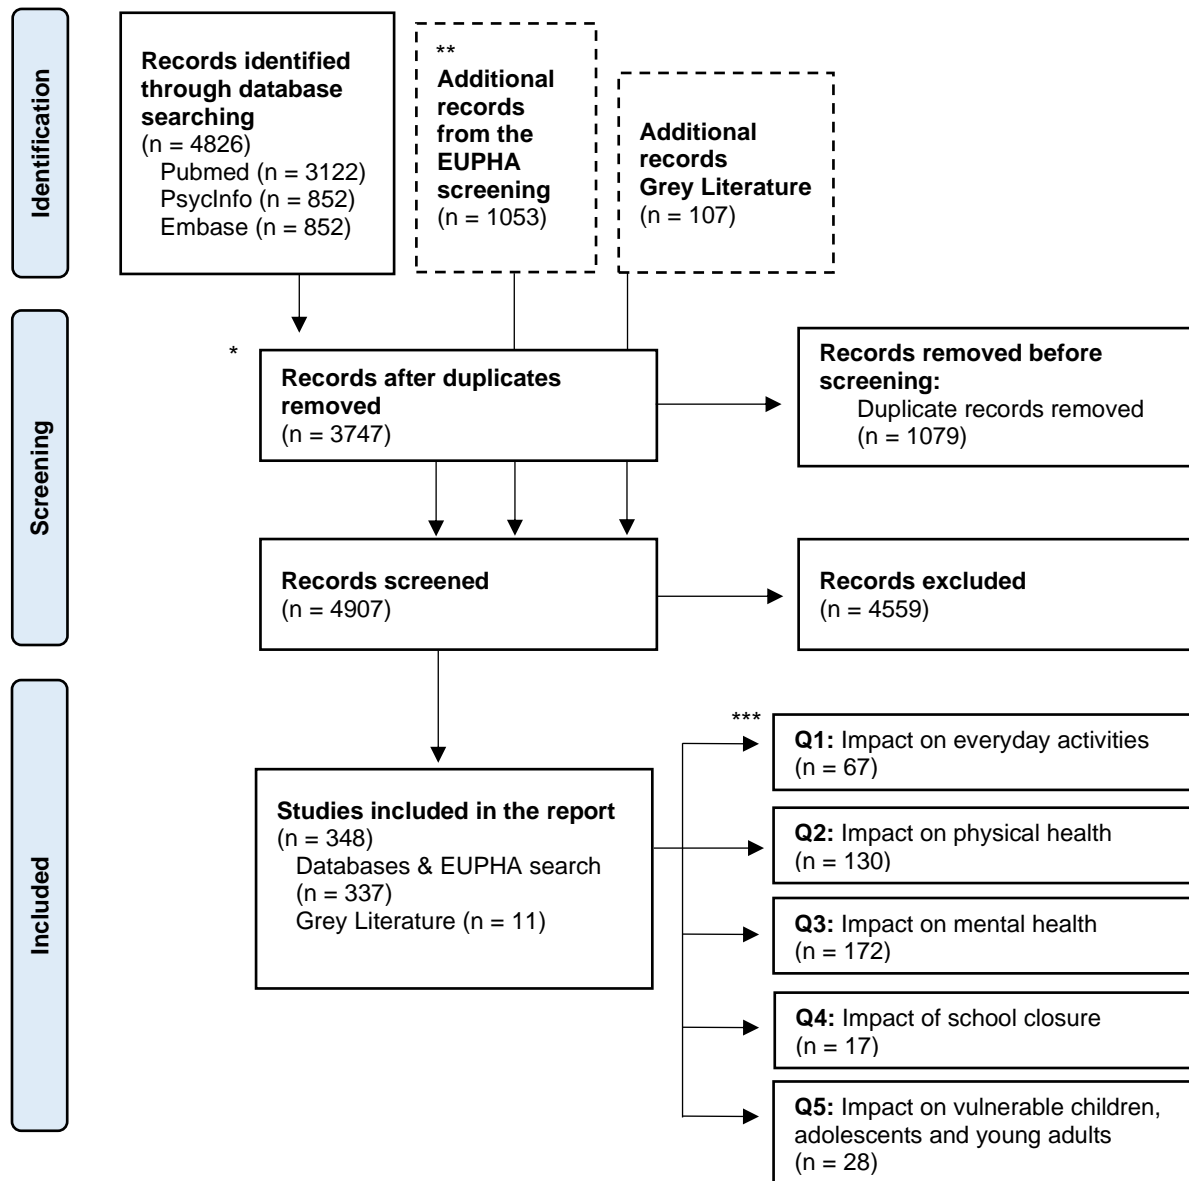 Identification
Records identified
through database
searching
(n = 4826)
Pubmed (n = 3122)
PsycInfo (n = 852)
Embase (n = 852)
**
Additional
records
from the
EUPHA
screening
(n = 1053)
Additional
records
Grey Literature
(n = 107)
Screening
*
Records after duplicates
removed
(n = 3747)
Records removed before
screening:
Duplicate records removed
(n = 1079)
Records screened
(n = 4907)
Records excluded
(n = 4559)
Included
Studies included in the report
(n = 348)
Databases & EUPHA search
(n = 337)
Grey Literature (n = 11)
***
Q1: Impact on everyday activities
(n = 67)
Q2: Impact on physical health
(n = 130)
Q3: Impact on mental health
(n = 172)
Q4: Impact of school closure
(n = 17)
Q5: Impact on vulnerable children,
adolescents and young adults
(n = 28)